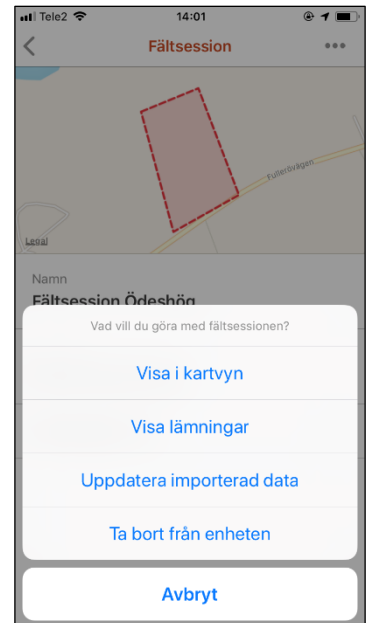 Tele2 14:01
Fältsession
Fullerövägen
Legal
Namn
Fältsession Ödeshög
Vad vill du göra med fältsessionen?
Visa i kartvyn
Visa lämningar
Uppdatera importerad data
Ta bort från enheten
Avbryt